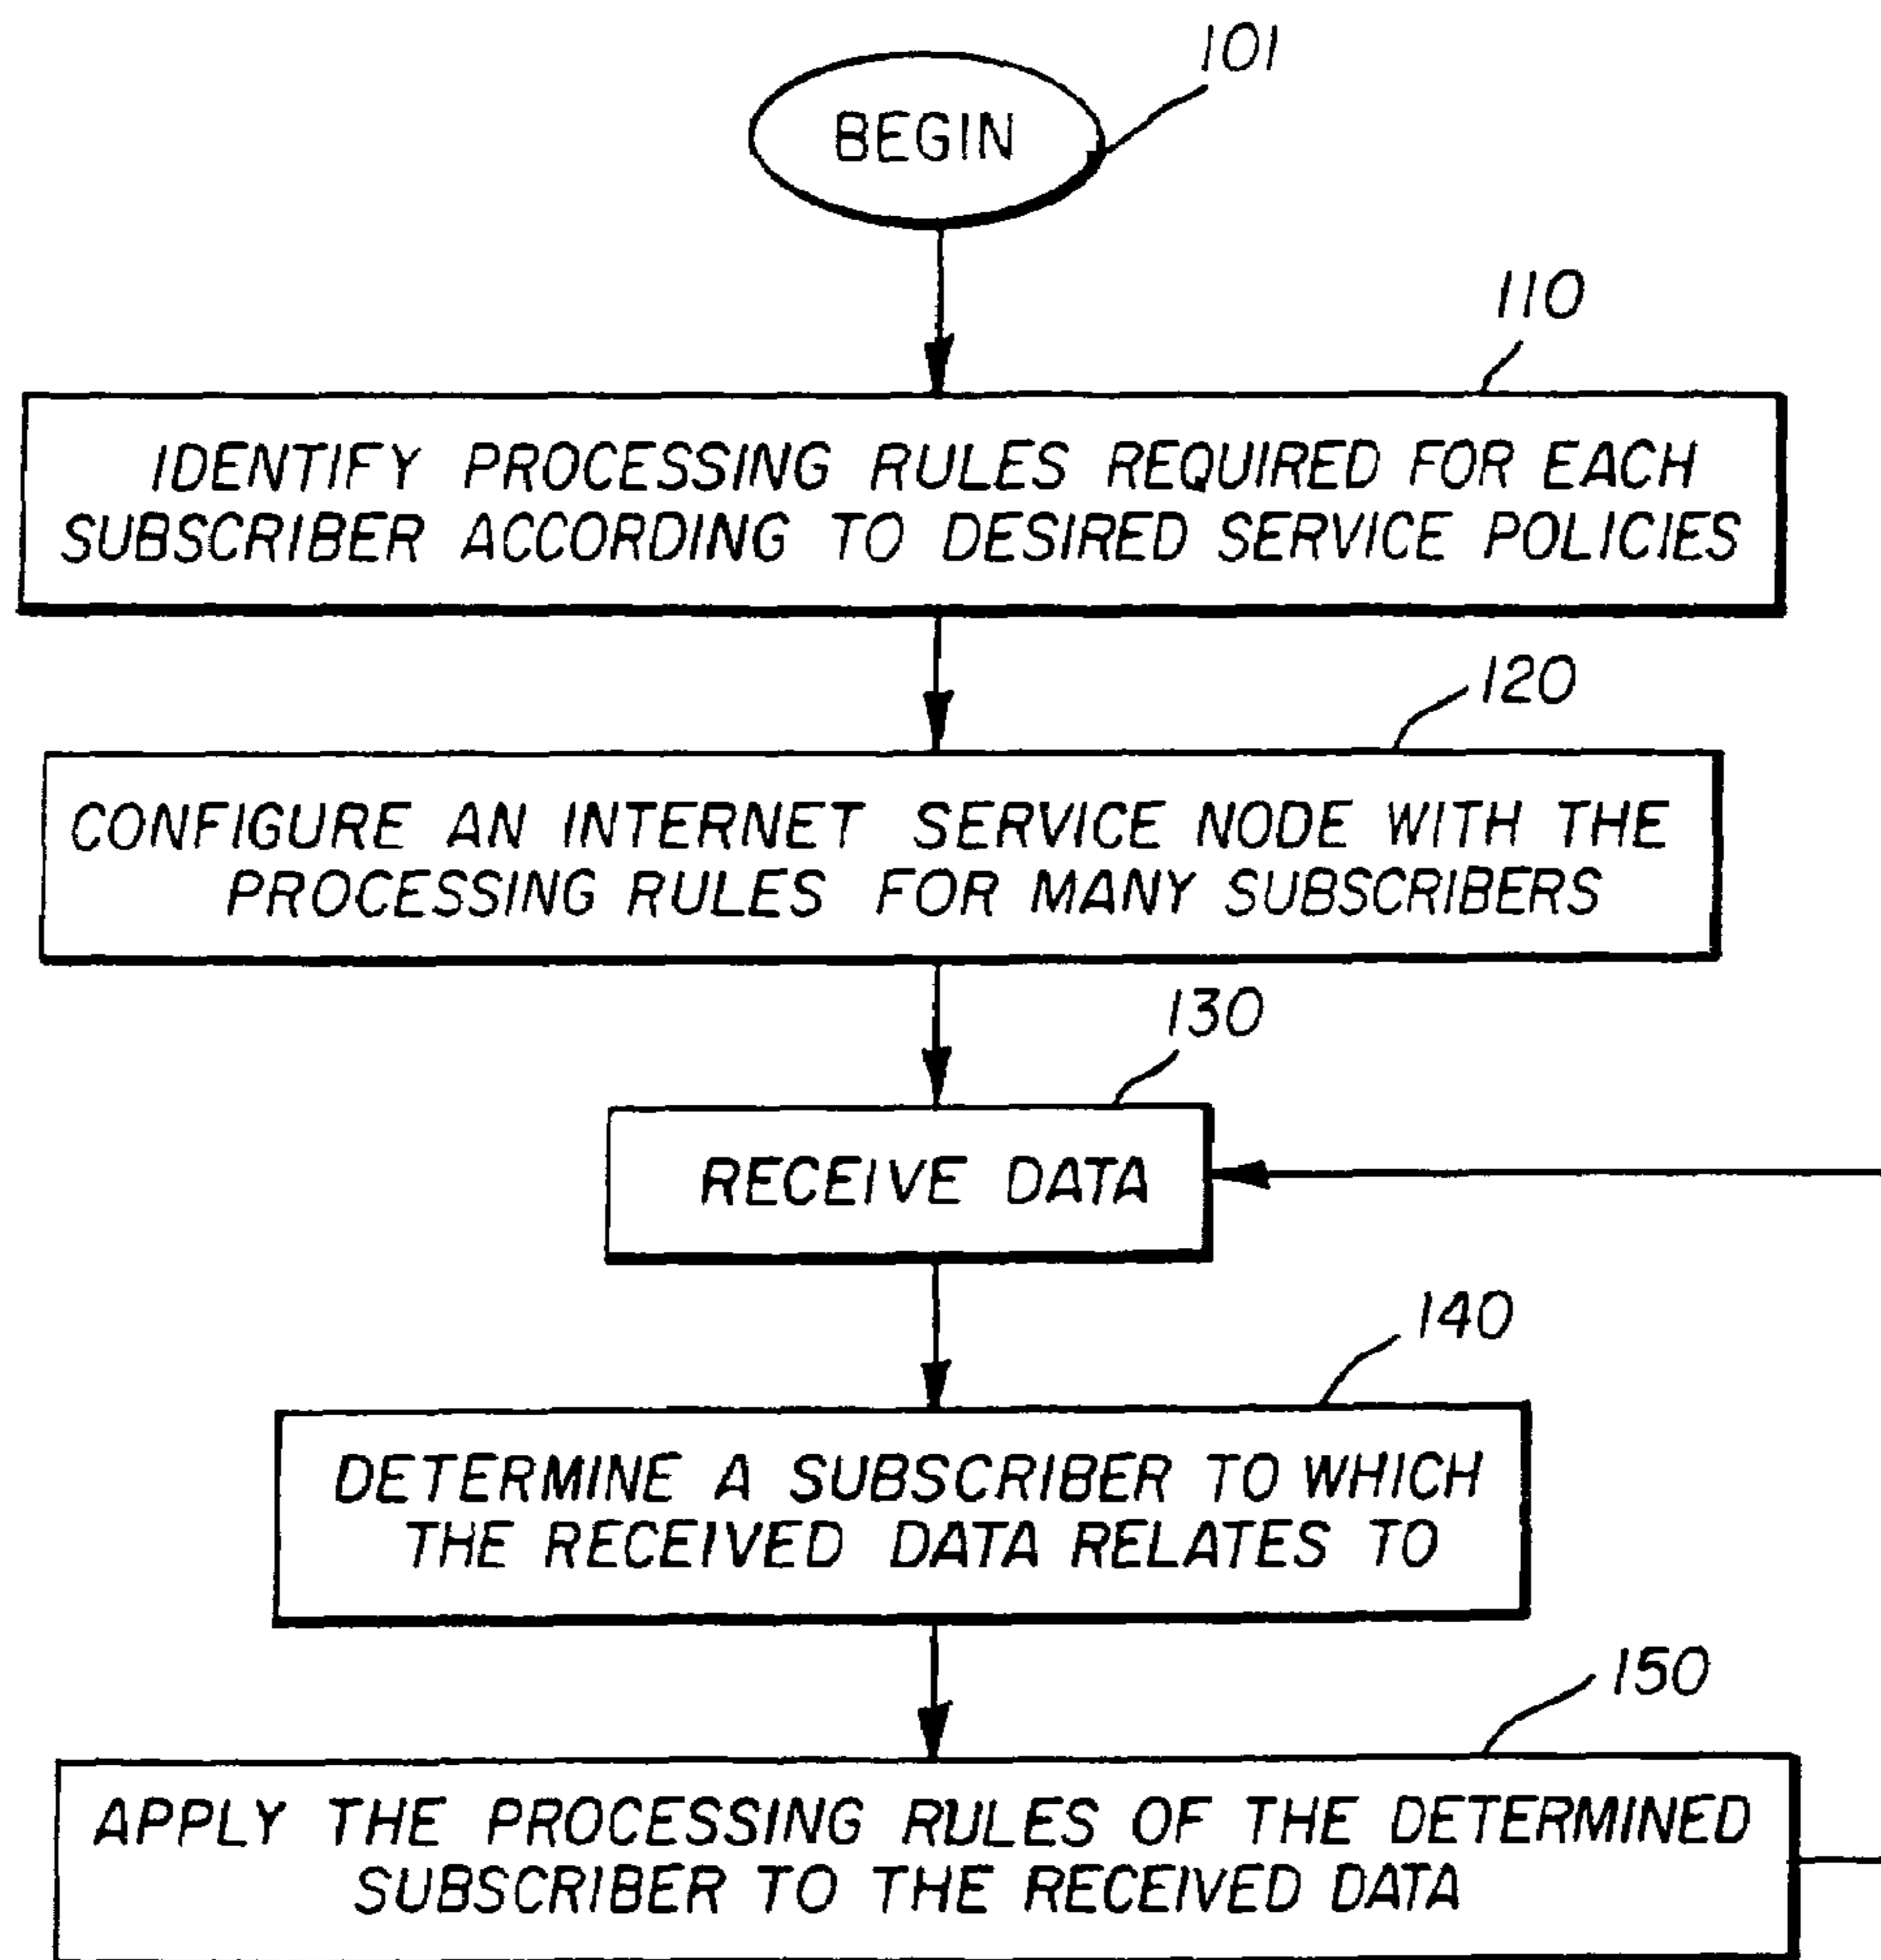 101
BEGIN
110
IDENTIFY PROCESSING RULES REQUIRED FOR EACH
SUBSCRIBER ACCORDING TO DESIRED SERVICE POLICIES
120
CONFIGURE AN INTERNET SERVICE NODE WITH THE
PROCESSING RULES FOR MANY SUBSCRIBERS
130
RECEIVE DATA
140
DETERMINE A SUBSCRIBER TO WHICH
THE RECEIVED DATA RELATES TO
150
APPLY THE PROCESSING RULES OF THE DETERMINED
SUBSCRIBER TO THE RECEIVED DATA